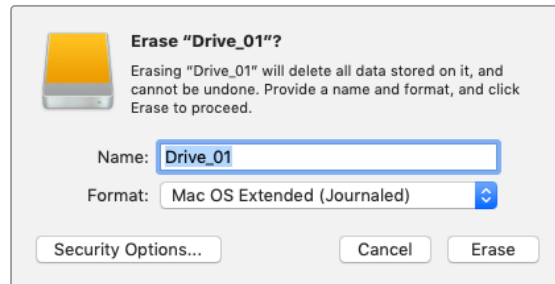 Erase “Drive_01”?
Erasing “Drive_01” will delete all data stored on it, and
cannot be undone. Provide a name and format, and click
Erase to proceed.
Name: Drive_01
Format: Mac OS Extended (Journaled)
Security Options... Cancel Erase